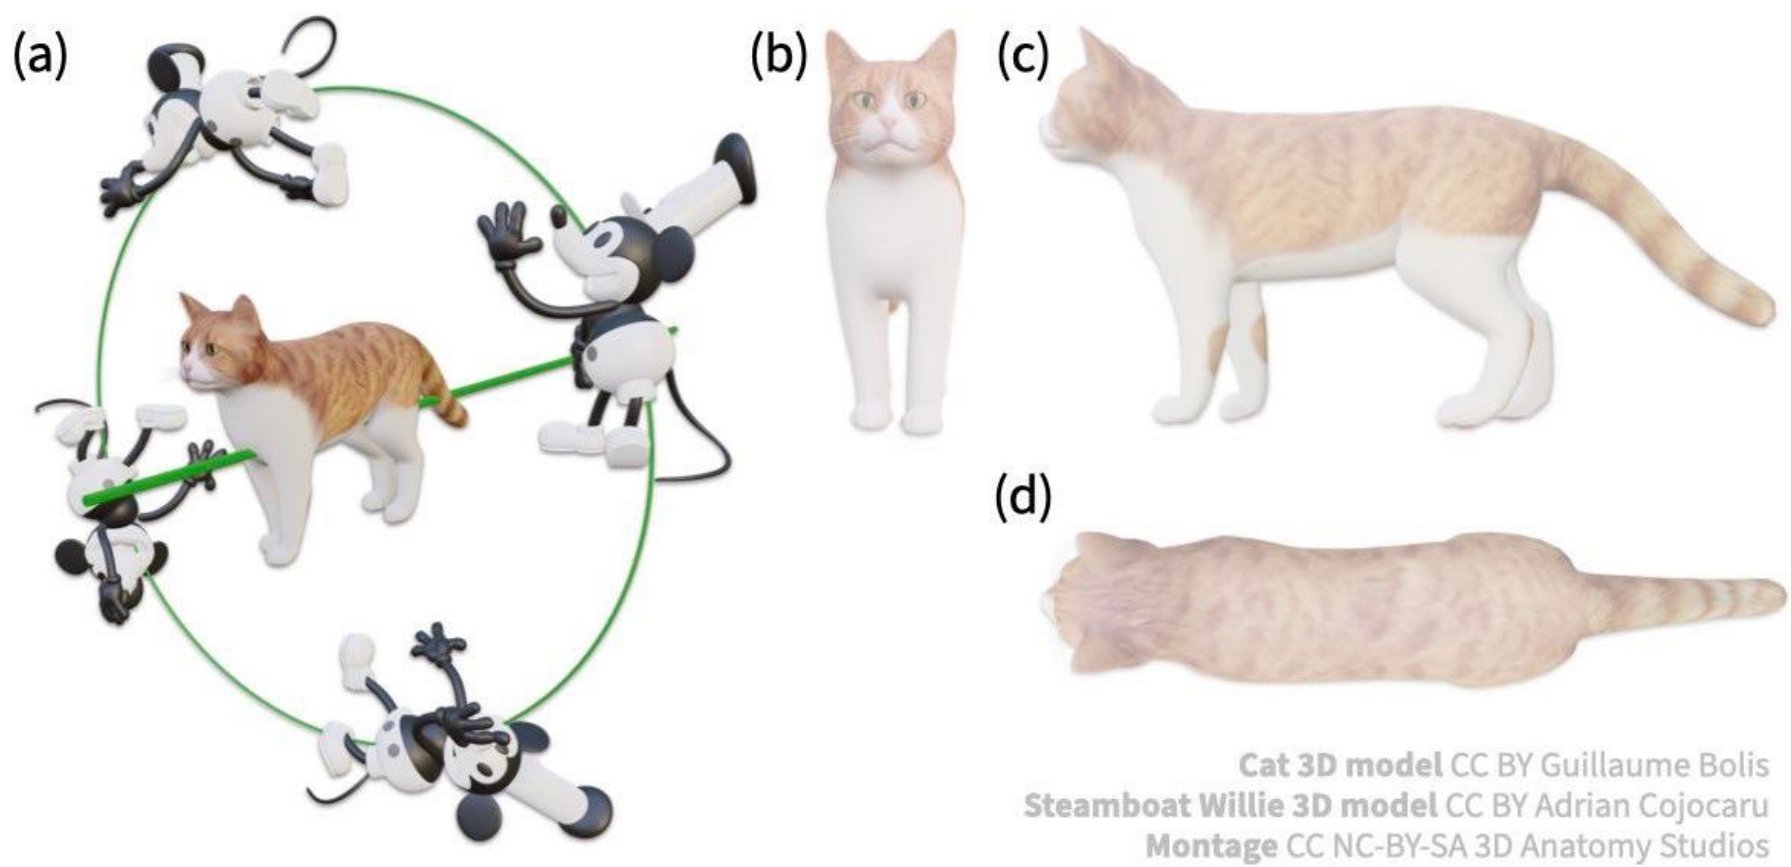 (a)
(b)
(c)
(d)
Cat 3D model CC BY Guillaume Bolis
Steamboat Willie 3D model CC BY Adrian Cojocaru
Montage CC NC-BY-SA 3D Anatomy Studios